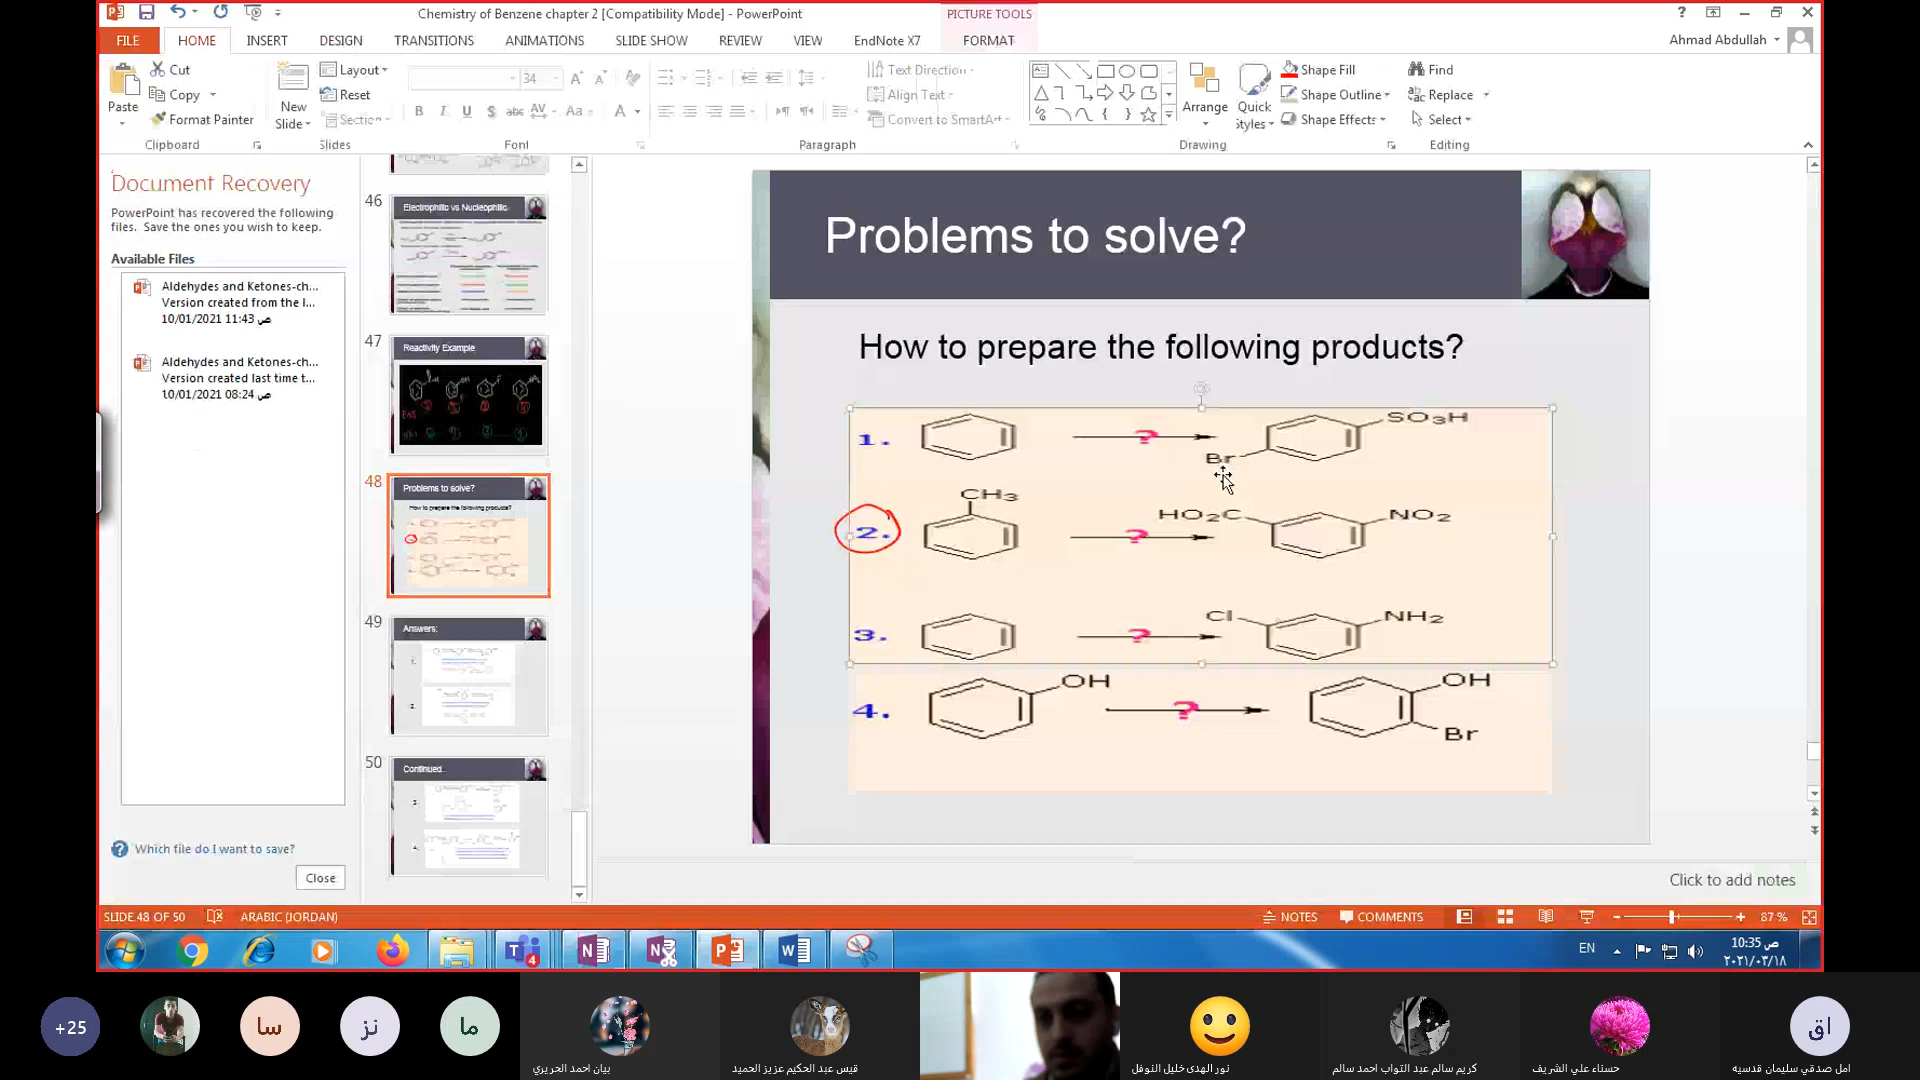 Chemistry of Benzene chapter 2 [Compatibility Mode] - PowerPoint
PICTURE TOOLS
FILE HOME INSERT DESIGN TRANSITIONS ANIMATIONS SLIDE SHOW REVIEW VIEW EndNote X7 FORMAT
Ahmad Abdullah
Paste
Cut
Copy
Format Painter
Clipboard
New Slide
Layout
Reset
Section
Slides
34
B I U S abc AV Aa A
Font
Text Direction
Align Text
Convert to SmartArt
Paragraph
Arrange
Quick Styles
Shape Fill
Shape Outline
Shape Effects
Drawing
Find
Replace
Select
Editing
Document Recovery
PowerPoint has recovered the following
files. Save the ones you wish to keep.
Available Files
Aldehydes and Ketones-ch...
Version created from the l...
10/01/2021 11:43 ص
Aldehydes and Ketones-ch...
Version created last time t...
10/01/2021 08:24 ص
Which file do I want to save?
Close
46
Electrophilic vs Nucleophilic
47
Reactivity Example
48
Problems to solve?
How to prepare the following products?
49
Answers:
50
Continued..
Problems to solve?
How to prepare the following products?
1. ? SO3H
Br
CH3
2. ? HO2C NO2
3. ? Cl NH2
4. OH ? OH
Br
Click to add notes
SLIDE 48 OF 50 ARABIC (JORDAN) NOTES COMMENTS 87 %
EN
10:35 ص
٢٠٢١/٠٣/١٨
4
+25
سا
نز
ما
اق
بيان احمد الحريري
قيس عبد الحكيم عزيز الحميد
نور الهدى خليل النوفل
كريم سالم عبد التواب احمد سالم
حسناء علي الشريف
امل صدقي سليمان قدسيه